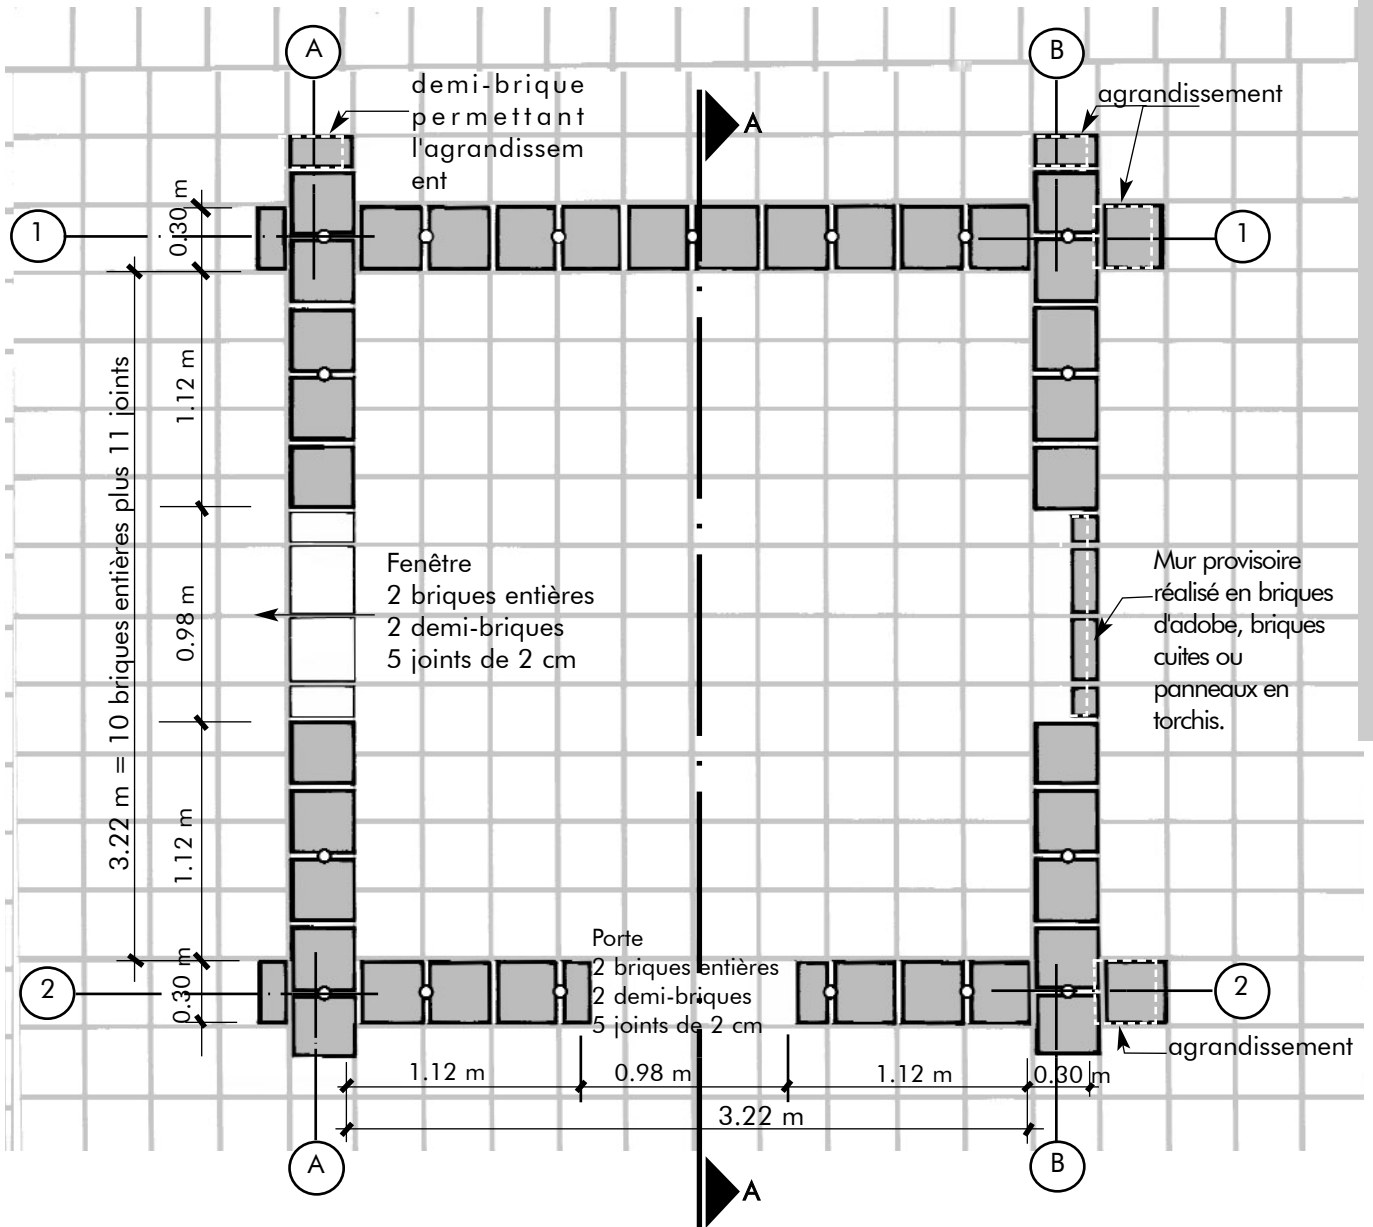 A
B
demi-brique
permettant
l'agrandissem
ent
A
agrandissement
1
0.30 m
1
3.22 m = 10 briques entières plus 11 joints
1.12 m
Fenêtre
2 briques entières
2 demi-briques
5 joints de 2 cm
0.98 m
Mur provisoire
réalisé en briques
d'adobe, briques
cuites ou
panneaux en
torchis.
1.12 m
Porte
2 briques entières
2 demi-briques
5 joints de 2 cm
2
0.30 m
2
agrandissement
1.12 m
0.98 m
1.12 m
0.30 m
3.22 m
A
B
A